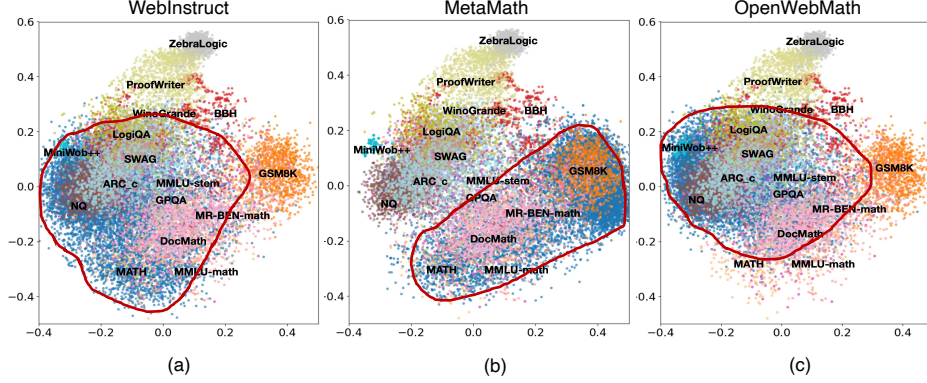 WebInstruct
0.6
0.4
0.2
0.0
−0.2
−0.4
−0.4
−0.2
0.0
0.2
0.4
ZebraLogic
ProofWriter
WinoGrande
BBH
LogiQA
MiniWob++
SWAG
GSM8K
ARC_c
MMLU-stem
GPQA
NQ
MR-BEN-math
DocMath
MATH
MMLU-math
(a)
MetaMath
0.6
0.4
0.2
0.0
−0.2
−0.4
−0.4
−0.2
0.0
0.2
0.4
ZebraLogic
ProofWriter
WinoGrande
BBH
LogiQA
MiniWob++
SWAG
GSM8K
ARC_c
MMLU-stem
GPQA
NQ
MR-BEN-math
DocMath
MATH
MMLU-math
(b)
OpenWebMath
0.6
0.4
0.2
0.0
−0.2
−0.4
−0.4
−0.2
0.0
0.2
0.4
ZebraLogic
ProofWriter
WinoGrande
BBH
LogiQA
MiniWob++
SWAG
GSM8K
ARC_c
MMLU-stem
GPQA
NQ
MR-BEN-math
DocMath
MATH
MMLU-math
(c)